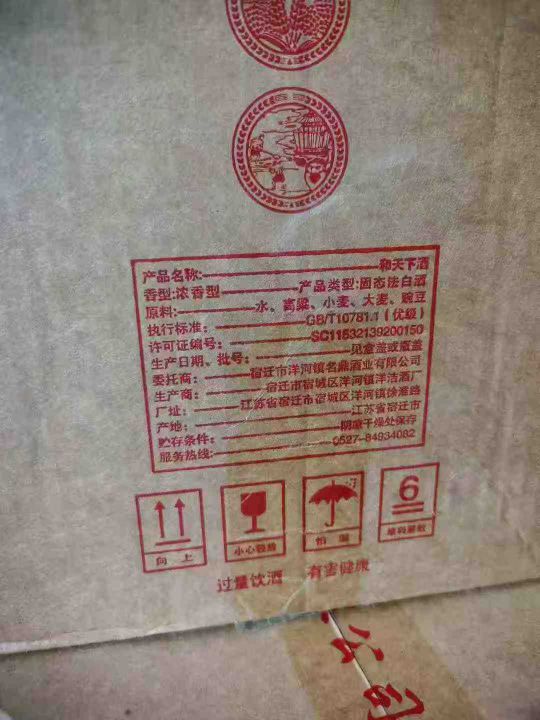 产品名称: 和天下酒
香型:浓香型 产品类型:固态法白酒
原料: 水、高粱、小麦、大麦、豌豆
执行标准: GB/T10781.1 (优级)
许可证编号: SC11532139200150
生产日期、批号: 见盒盖或瓶盖
委托商: 宿迁市洋河镇名鼎酒业有限公司
生产商: 宿迁市宿城区洋河镇洋洁酒厂
厂址: 江苏省宿迁市宿城区洋河镇徐淮路
产地: 江苏省宿迁市
贮存条件: 阴凉干燥处保存
服务热线: 0527-84934082
6
向上 小心轻放 怕湿 堆码层数
过量饮酒 有害健康
公司